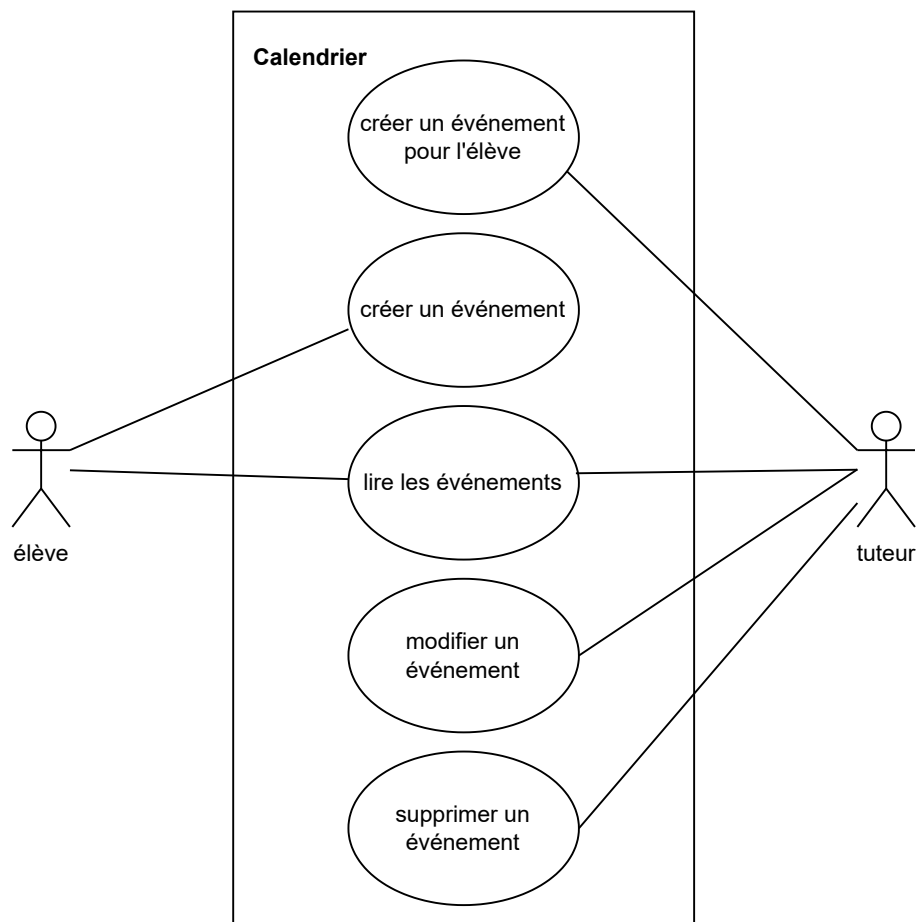 Calendrier
créer un événement
pour l'élève
créer un événement
lire les événements
élève
tuteur
modifier un
événement
supprimer un
événement